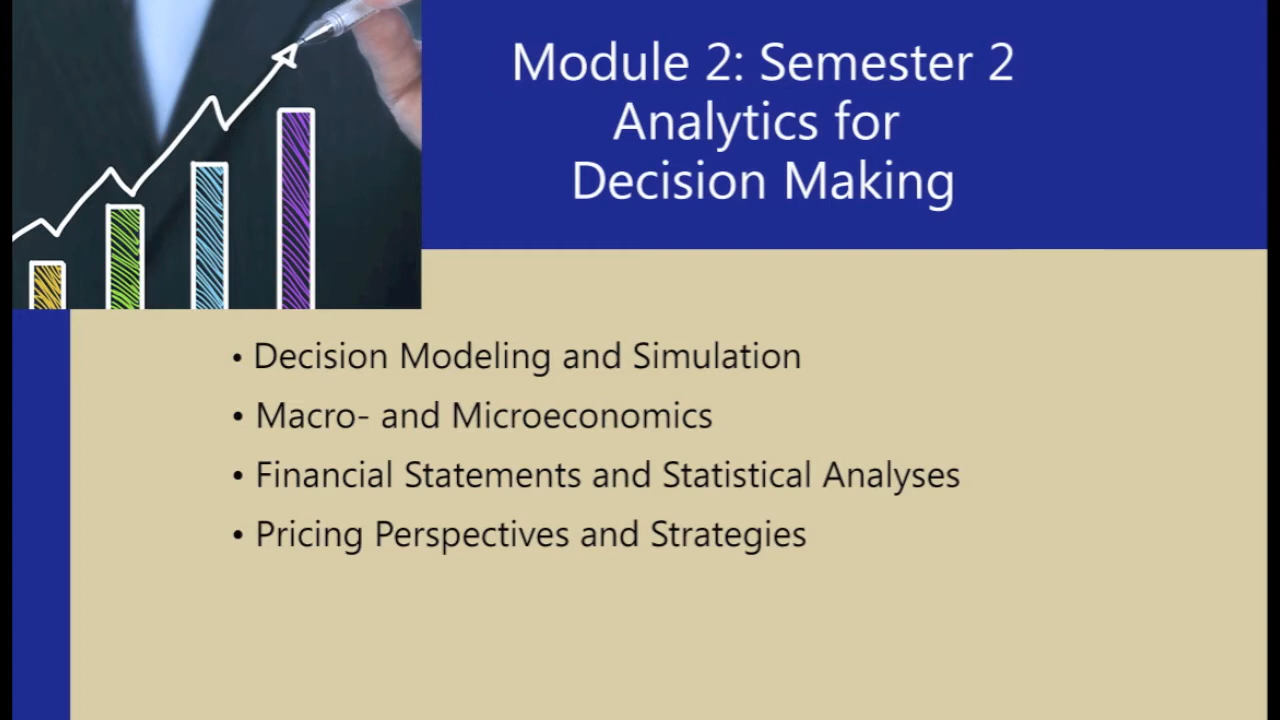 Module 2: Semester 2
Analytics for
Decision Making
• Decision Modeling and Simulation
• Macro- and Microeconomics
• Financial Statements and Statistical Analyses
• Pricing Perspectives and Strategies